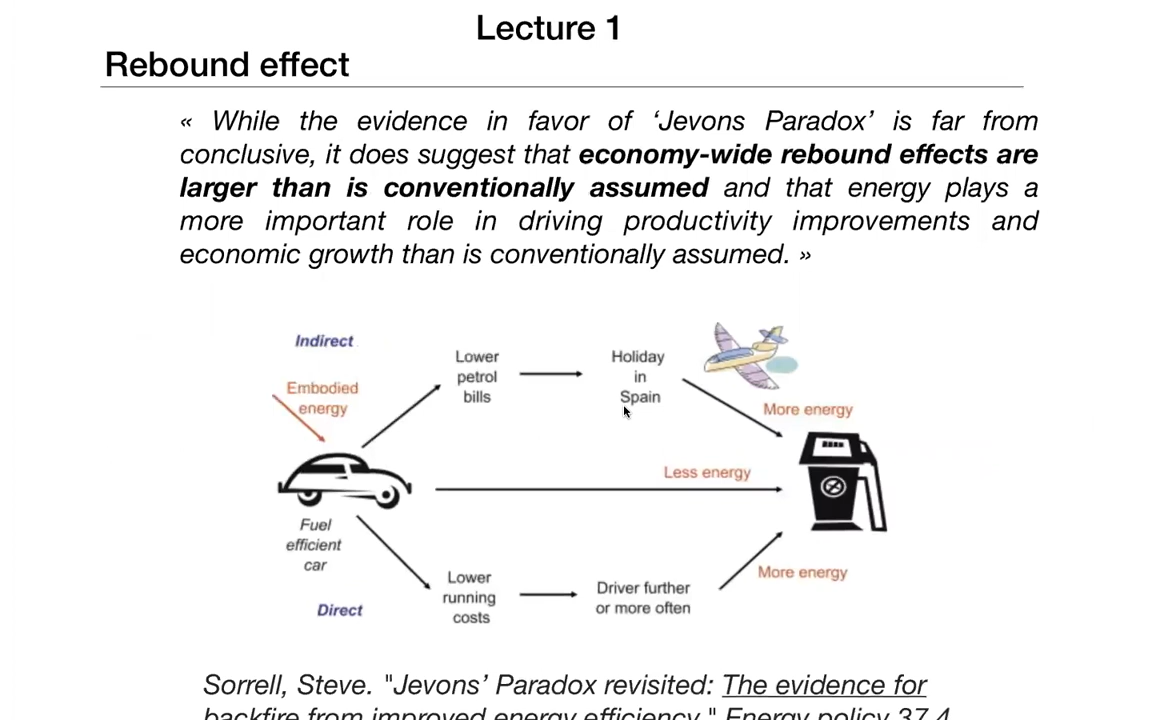 Lecture 1
Rebound effect
« While the evidence in favor of ‘Jevons Paradox’ is far from
conclusive, it does suggest that economy-wide rebound effects are
larger than is conventionally assumed and that energy plays a
more important role in driving productivity improvements and
economic growth than is conventionally assumed. »
Indirect
Embodied
energy
Lower
petrol
bills
Holiday
in
Spain
More energy
Less energy
Fuel
efficient
car
Direct
Lower
running
costs
Driver further
or more often
More energy
Sorrell, Steve. "Jevons’ Paradox revisited: The evidence for
backfire from improved energy efficiency." Energy policy 37.4